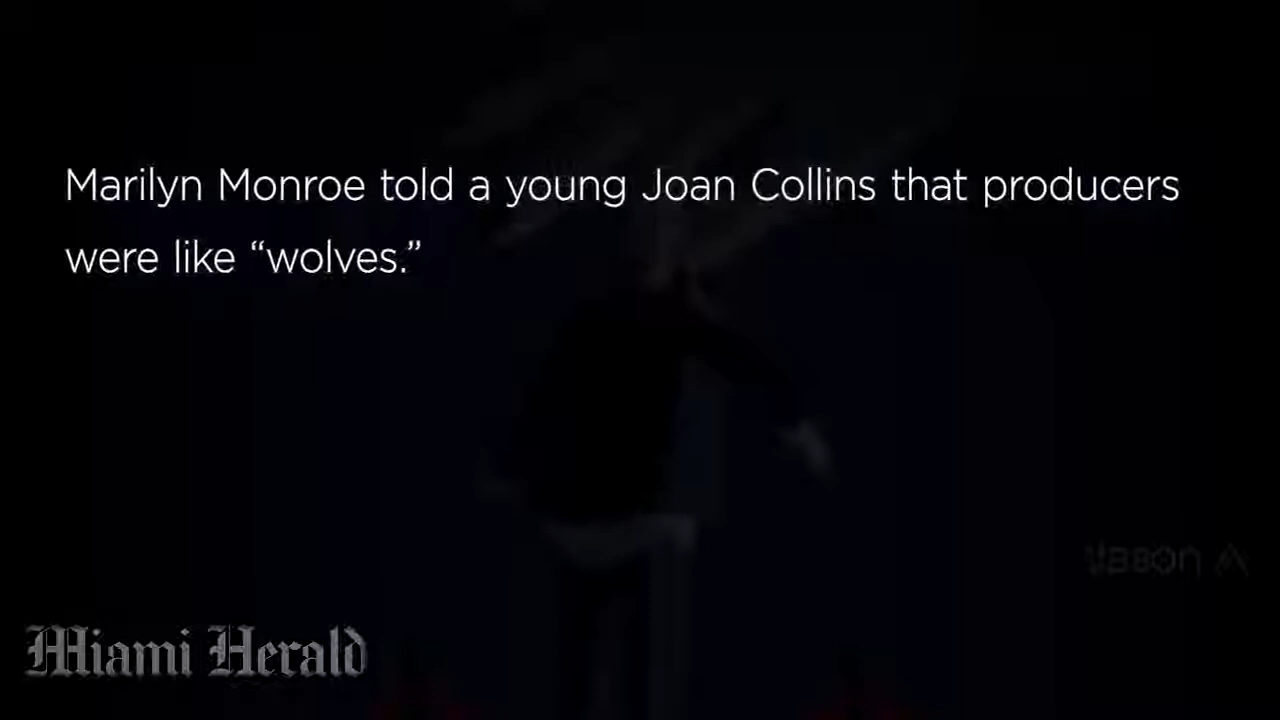 Marilyn Monroe told a young Joan Collins that producers
were like “wolves.”
Miami Herald